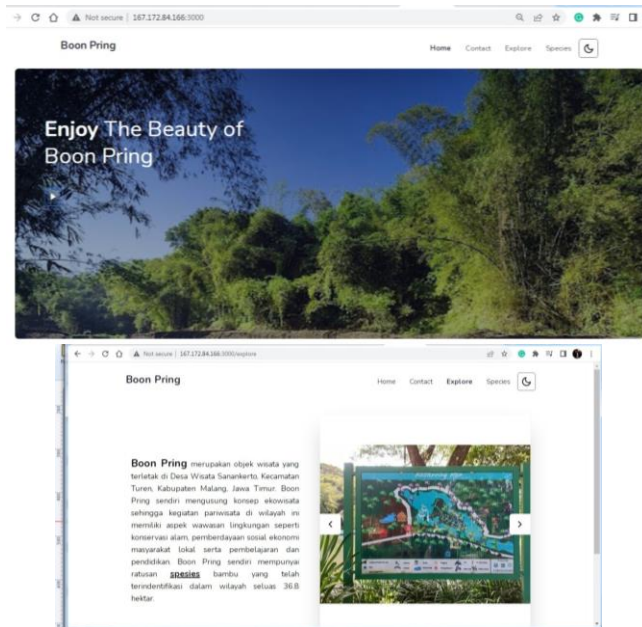 Not secure | 167.172.84.166:3000
Boon Pring
Home Contact Explore Species
Enjoy The Beauty of
Boon Pring
Not secure | 167.172.84.166:3000/explore
Boon Pring
Home Contact Explore Species
Boon Pring merupakan objek wisata yang
terletak di Desa Wisata Sanankerto, Kecamatan
Turen, Kabupaten Malang, Jawa Timur. Boon
Pring sendiri mengusung konsep ekowisata
sehingga kegiatan pariwisata di wilayah ini
memiliki aspek wawasan lingkungan seperti
konservasi alam, pemberdayaan sosial ekonomi
masyarakat lokal serta pembelajaran dan
pendidikan. Boon Pring sendiri mempunyai
ratusan spesies bambu yang telah
terindentifikasi dalam wilayah seluas 36.8
hektar.